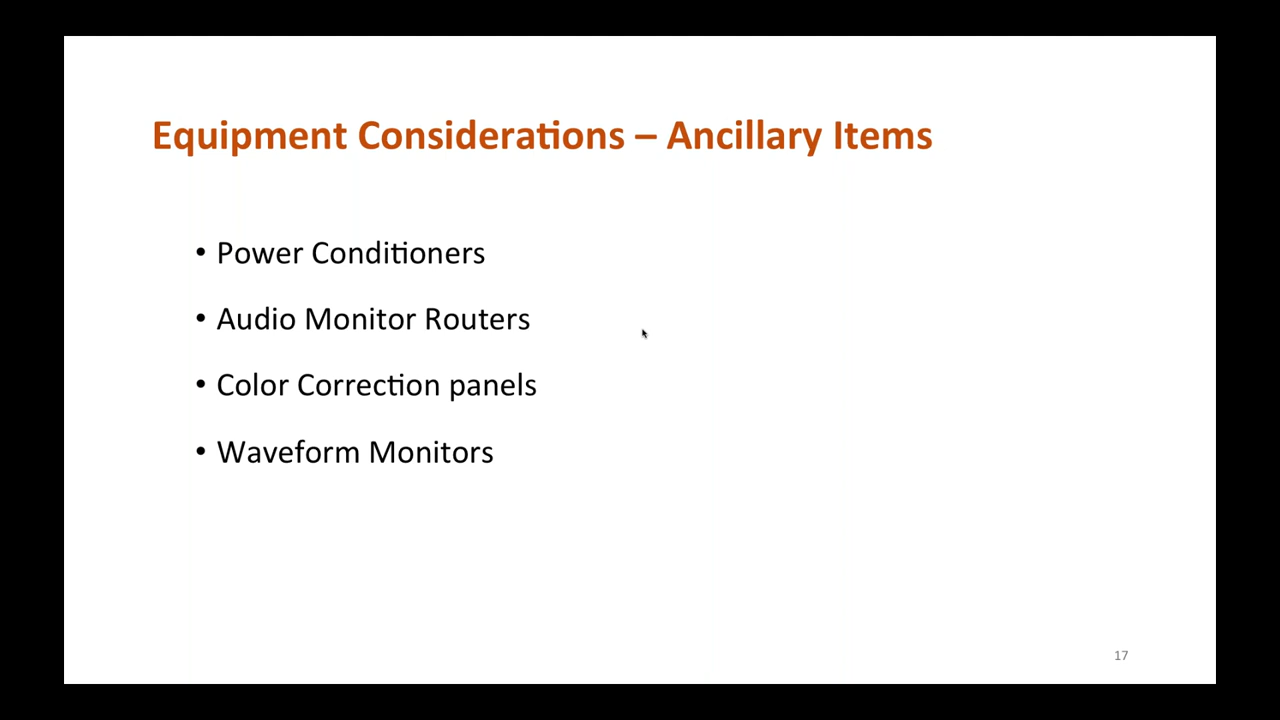 Equipment Considerations – Ancillary Items
• Power Conditioners
• Audio Monitor Routers
• Color Correction panels
• Waveform Monitors
17